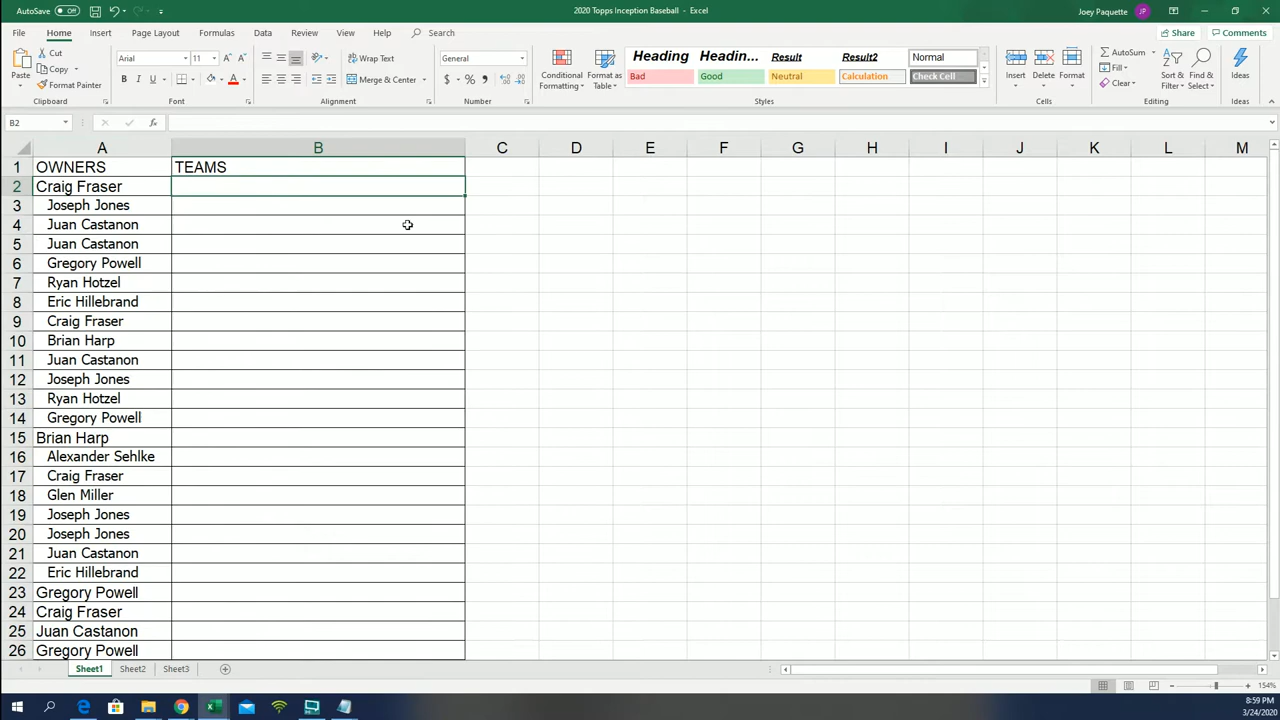 AutoSave Off 2020 Topps Inception Baseball - Excel Joey Paquette JP
File Home Insert Page Layout Formulas Data Review View Help Search Share Comments
Paste Cut Copy Format Painter Clipboard
Arial 11 B I U A Font
Wrap Text Merge & Center Alignment
General $ % , Number
Conditional Formatting Format as Table
Heading Headin... Result Result2 Normal
Bad Good Neutral Calculation Check Cell
Styles
Insert Delete Format Cells
AutoSum Fill Clear Sort & Filter Find & Select Editing
Ideas Ideas
B2 fx
A B C D E F G H I J K L M
1 OWNERS TEAMS
2 Craig Fraser
3 Joseph Jones
4 Juan Castanon
5 Juan Castanon
6 Gregory Powell
7 Ryan Hotzel
8 Eric Hillebrand
9 Craig Fraser
10 Brian Harp
11 Juan Castanon
12 Joseph Jones
13 Ryan Hotzel
14 Gregory Powell
15 Brian Harp
16 Alexander Sehlke
17 Craig Fraser
18 Glen Miller
19 Joseph Jones
20 Joseph Jones
21 Juan Castanon
22 Eric Hillebrand
23 Gregory Powell
24 Craig Fraser
25 Juan Castanon
26 Gregory Powell
Sheet1 Sheet2 Sheet3
154%
8:59 PM
3/24/2020